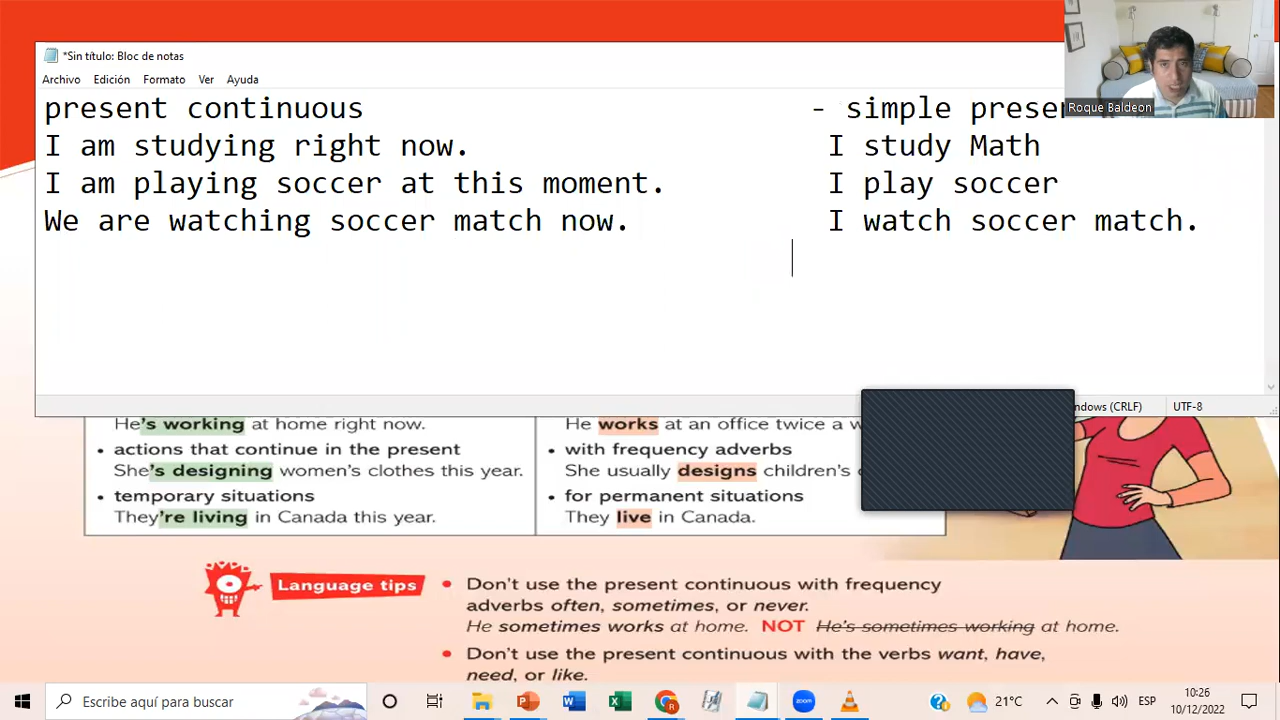 *Sin título: Bloc de notas
Archivo Edición Formato Ver Ayuda
Roque Baldeon
present continuous - simple
I am studying right now. I study Math
I am playing soccer at this moment. I play soccer
We are watching soccer match now. I watch soccer match.
(CRLF) UTF-8
He's working at home right now.
• actions that continue in the present
She's designing women's clothes this year.
• temporary situations
They're living in Canada this year.
He works at an office twice a
• with frequency adverbs
She usually designs children's
• for permanent situations
They live in Canada.
Language tips
• Don't use the present continuous with frequency
adverbs often, sometimes, or never.
He sometimes works at home. NOT He's sometimes working at home.
• Don't use the present continuous with the verbs want, have,
need, or like.
Escribe aquí para buscar
zoom
21°C
ESP
10:26
10/12/2022